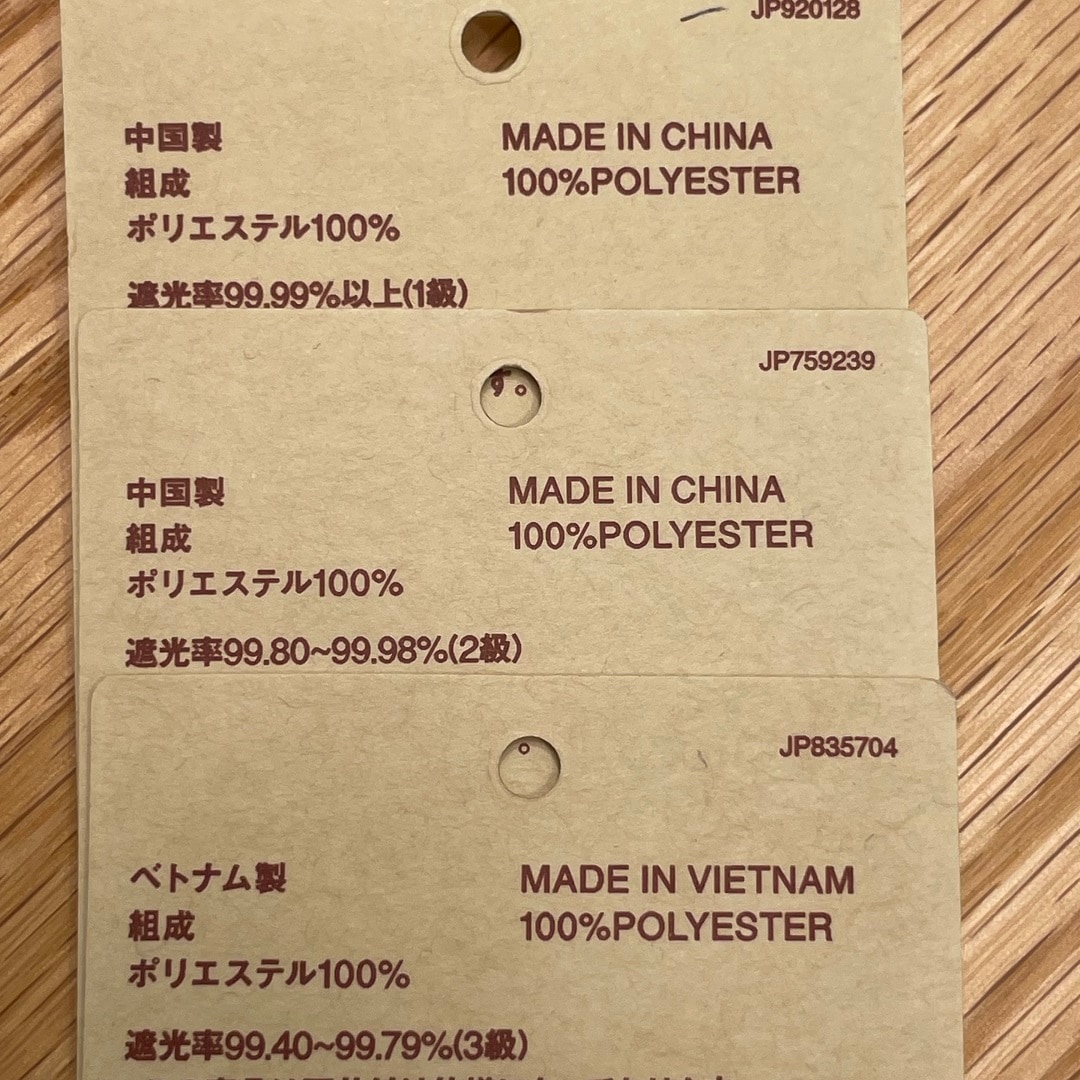 JP920128
中国製
MADE IN CHINA
組成
100%POLYESTER
ポリエステル100%
遮光率99.99%以上(1級)
JP759239
す。
中国製
MADE IN CHINA
組成
100%POLYESTER
ポリエステル100%
遮光率99.80~99.98%(2級)
JP835704
。
ベトナム製
MADE IN VIETNAM
組成
100%POLYESTER
ポリエステル100%
遮光率99.40~99.79%(3級)